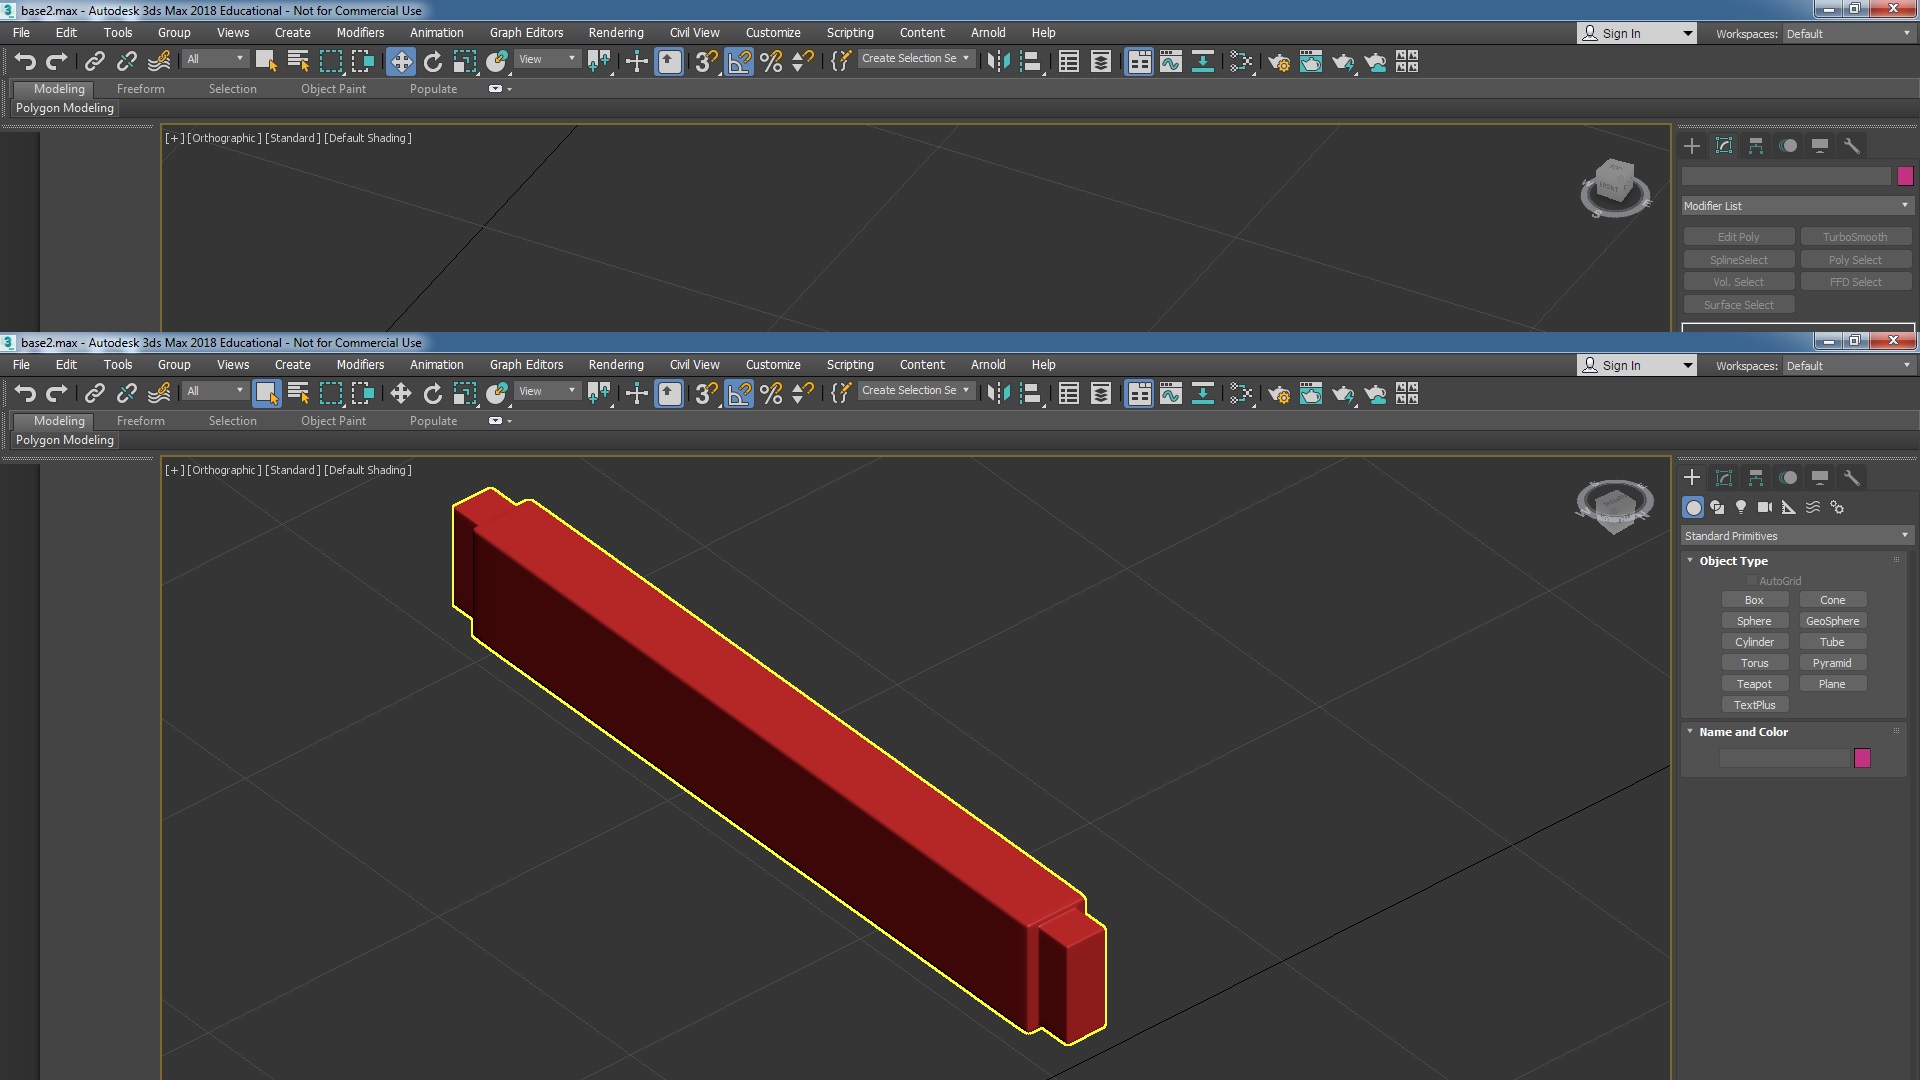 base2.max - Autodesk 3ds Max 2018 Educational - Not for Commercial Use
File Edit Tools Group Views Create Modifiers Animation Graph Editors Rendering Civil View Customize Scripting Content Arnold Help Sign In Workspaces: Default
All View Create Selection Se
Modeling Freeform Selection Object Paint Populate
Polygon Modeling
[+] [Orthographic] [Standard] [Default Shading]
Modifier List
Edit Poly TurboSmooth
SplineSelect Poly Select
Vol. Select FFD Select
Surface Select
base2.max - Autodesk 3ds Max 2018 Educational - Not for Commercial Use
File Edit Tools Group Views Create Modifiers Animation Graph Editors Rendering Civil View Customize Scripting Content Arnold Help Sign In Workspaces: Default
All View Create Selection Se
Modeling Freeform Selection Object Paint Populate
Polygon Modeling
[+] [Orthographic] [Standard] [Default Shading]
Standard Primitives
Object Type
AutoGrid
Box Cone
Sphere GeoSphere
Cylinder Tube
Torus Pyramid
Teapot Plane
TextPlus
Name and Color